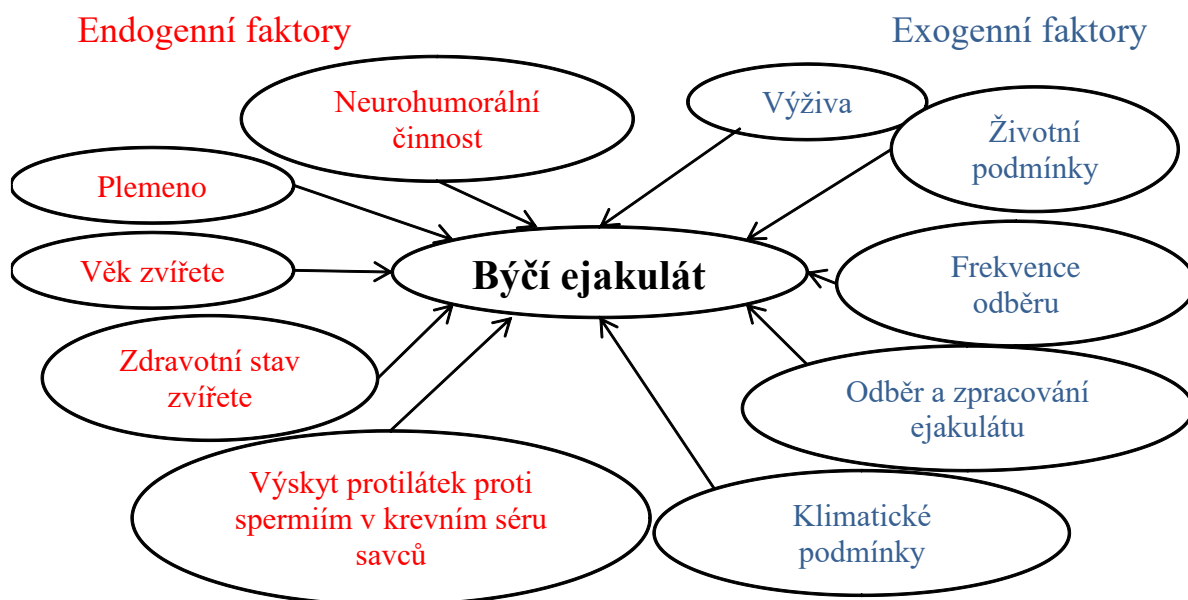 Endogenní faktory
Exogenní faktory
Neurohumorální
činnost
Výživa
Životní
podmínky
Plemeno
Věk zvířete
Býčí ejakulát
Frekvence
odběru
Zdravotní stav
zvířete
Odběr a zpracování
ejakulátu
Výskyt protilátek proti
spermiím v krevním séru
savců
Klimatické
podmínky